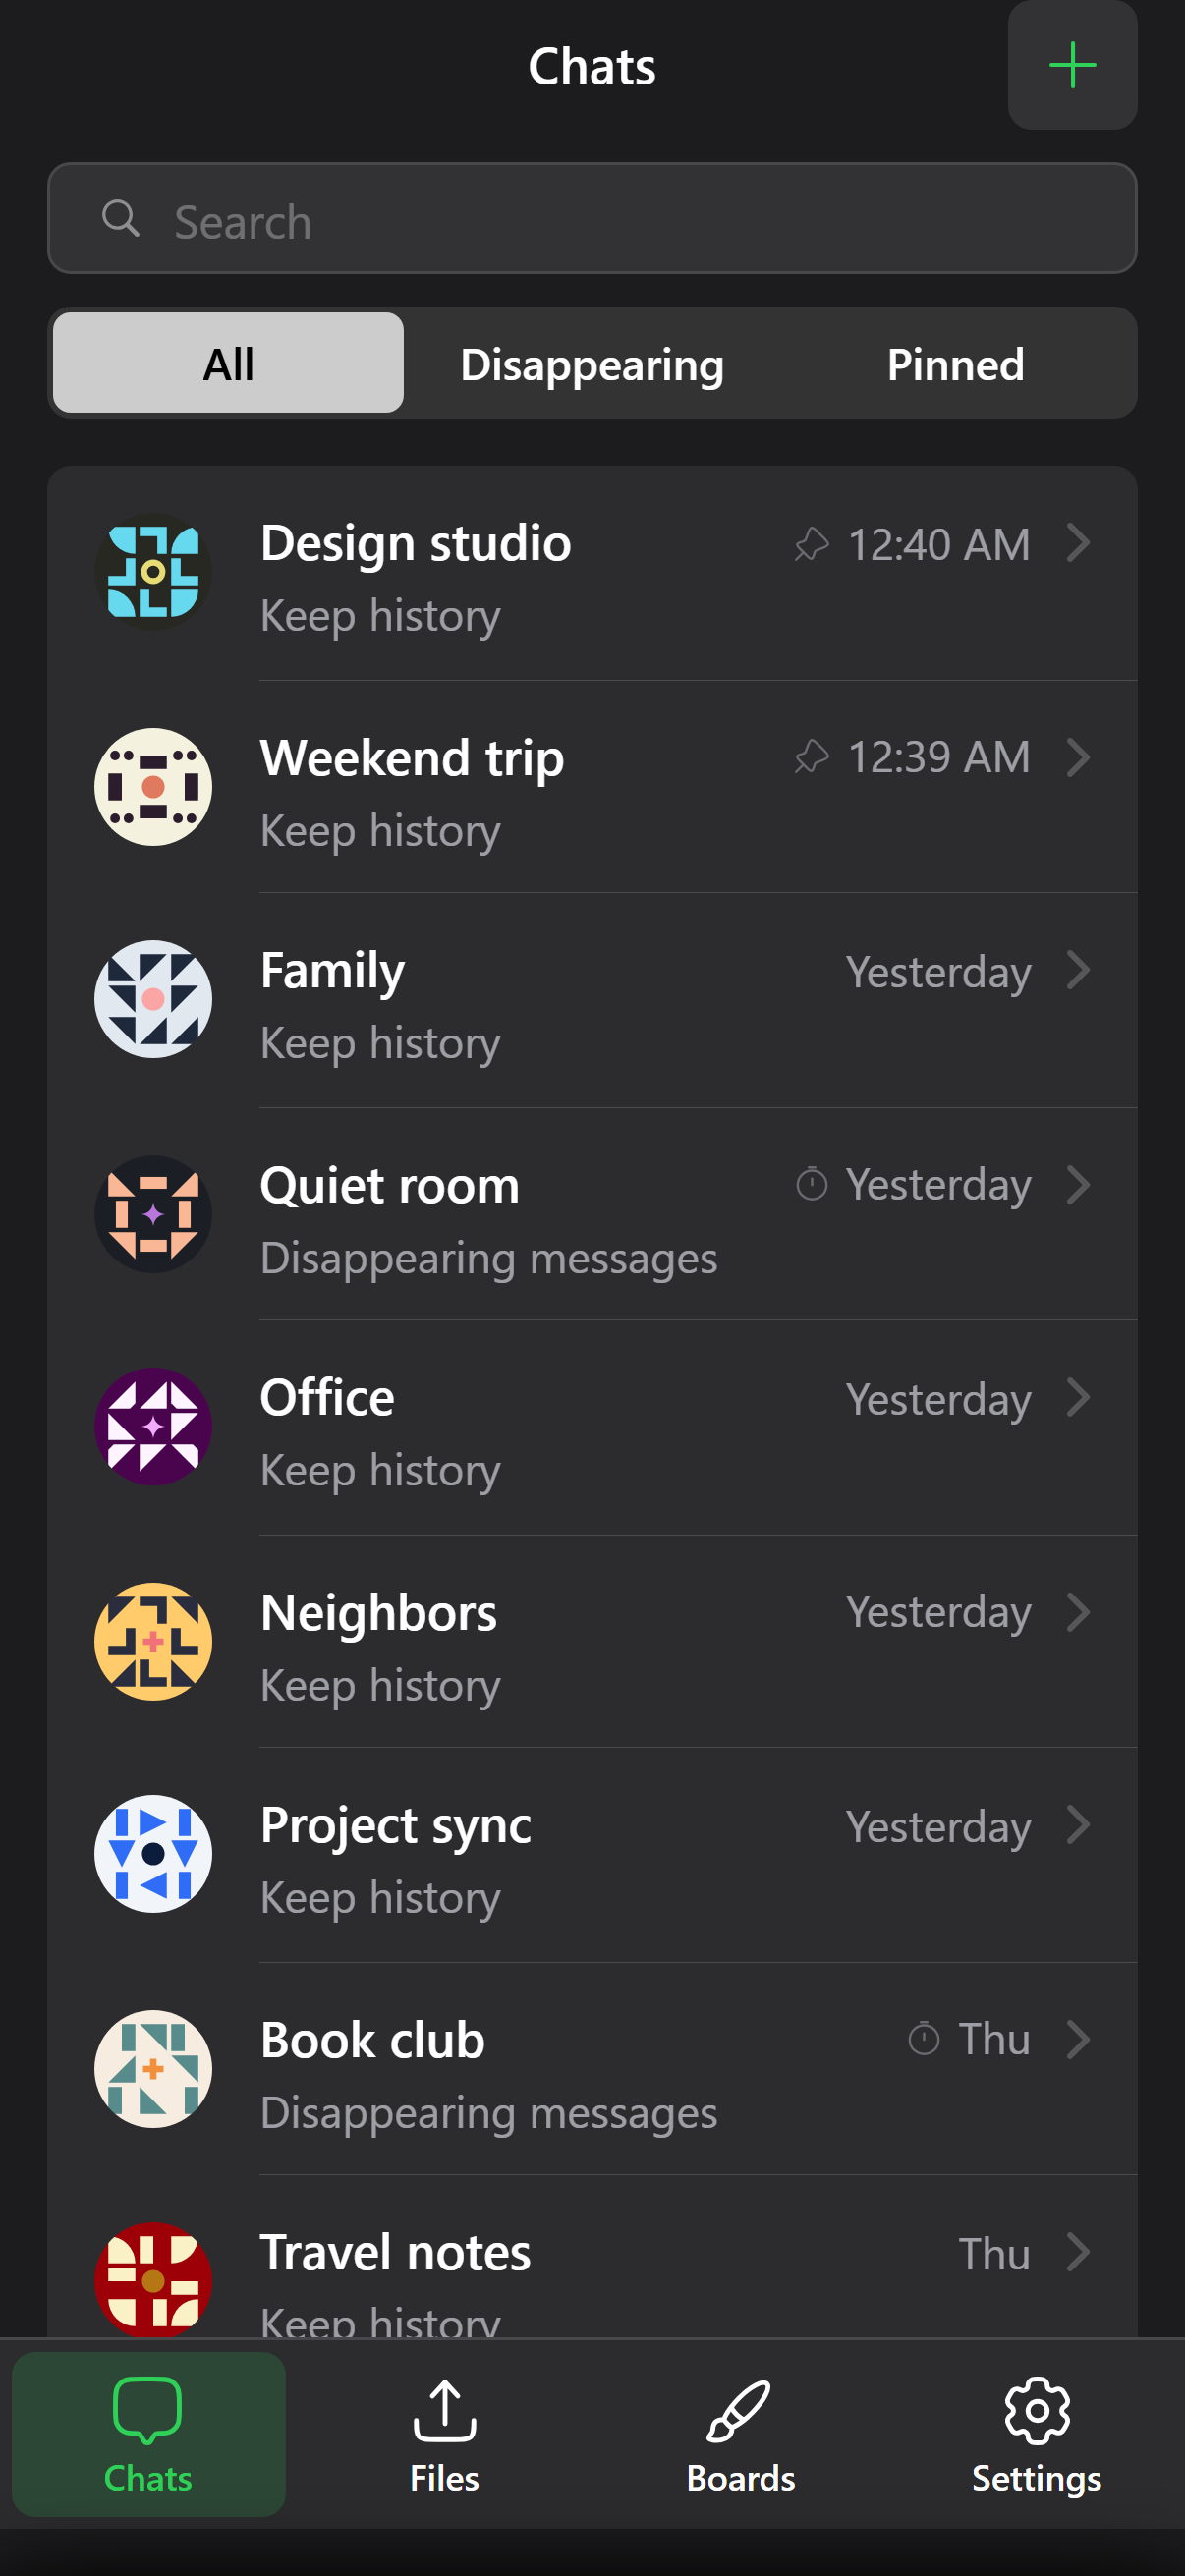 Chats
Search
All Disappearing Pinned
Design studio 12:40 AM
Keep history
Weekend trip 12:39 AM
Keep history
Family Yesterday
Keep history
Quiet room Yesterday
Disappearing messages
Office Yesterday
Keep history
Neighbors Yesterday
Keep history
Project sync Yesterday
Keep history
Book club Thu
Disappearing messages
Travel notes Thu
Keep history
Chats Files Boards Settings